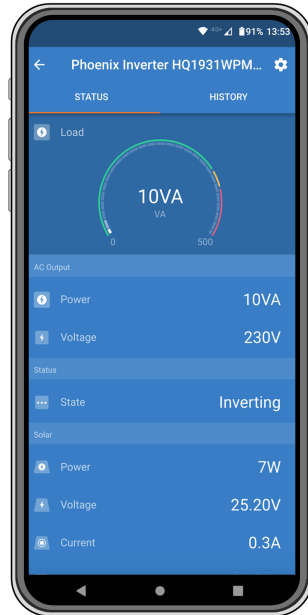 4G+ 91% 13:53
Phoenix Inverter HQ1931WPM...
STATUS HISTORY
Load
10VA
VA
0 500
AC Output
Power 10VA
Voltage 230V
Status
State Inverting
Solar
Power 7W
Voltage 25.20V
Current 0.3A